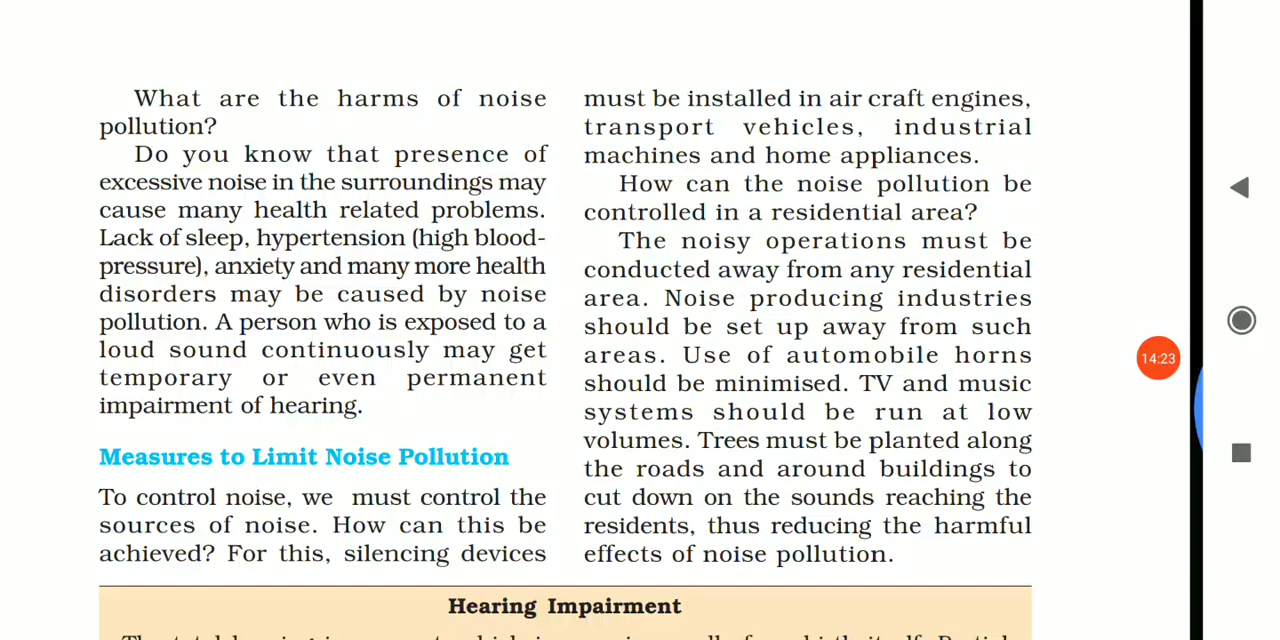 What are the harms of noise
pollution?
Do you know that presence of
excessive noise in the surroundings may
cause many health related problems.
Lack of sleep, hypertension (high blood-
pressure), anxiety and many more health
disorders may be caused by noise
pollution. A person who is exposed to a
loud sound continuously may get
temporary or even permanent
impairment of hearing.
Measures to Limit Noise Pollution
To control noise, we must control the
sources of noise. How can this be
achieved? For this, silencing devices
must be installed in air craft engines,
transport vehicles, industrial
machines and home appliances.
How can the noise pollution be
controlled in a residential area?
The noisy operations must be
conducted away from any residential
area. Noise producing industries
should be set up away from such
areas. Use of automobile horns
should be minimised. TV and music
systems should be run at low
volumes. Trees must be planted along
the roads and around buildings to
cut down on the sounds reaching the
residents, thus reducing the harmful
effects of noise pollution.
Hearing Impairment
14:23